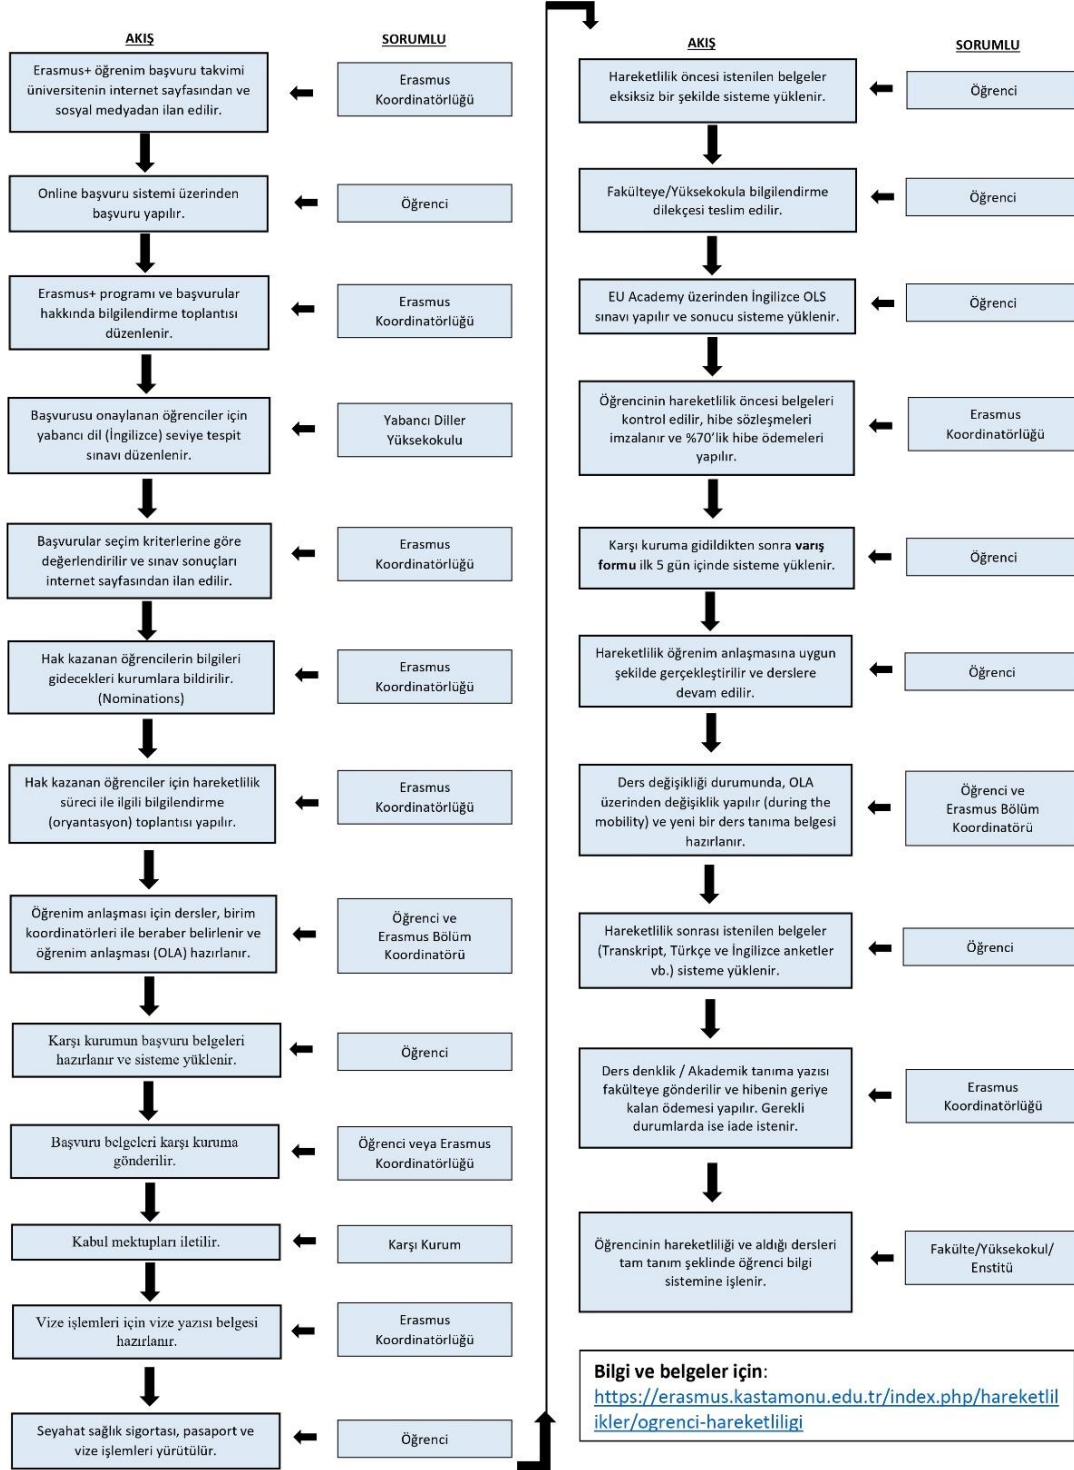 AKIŞ
SORUMLU
Erasmus+ öğrenim başvuru takvimi
üniversitenin internet sayfasından ve
sosyal medyadan ilan edilir.
Erasmus
Koordinatörlüğü
Online başvuru sistemi üzerinden
başvuru yapılır.
Öğrenci
Erasmus+ programı ve başvurular
hakkında bilgilendirme toplantısı
düzenlenir.
Erasmus
Koordinatörlüğü
Başvurusu onaylanan öğrenciler için
yabancı dil (İngilizce) seviye tespit
sınavı düzenlenir.
Yabancı Diller
Yüksekokulu
Başvurular seçim kriterlerine göre
değerlendirilir ve sınav sonuçları
internet sayfasından ilan edilir.
Erasmus
Koordinatörlüğü
Hak kazanan öğrencilerin bilgileri
gidecekleri kurumlara bildirilir.
(Nominations)
Erasmus
Koordinatörlüğü
Hak kazanan öğrenciler için hareketlilik
süreci ile ilgili bilgilendirme
(oryantasyon) toplantısı yapılır.
Erasmus
Koordinatörlüğü
Öğrenim anlaşması için dersler, birim
koordinatörleri ile beraber belirlenir ve
öğrenim anlaşması (OLA) hazırlanır.
Öğrenci ve
Erasmus Bölüm
Koordinatörü
Karşı kurumun başvuru belgeleri
hazırlanır ve sisteme yüklenir.
Öğrenci
Başvuru belgeleri karşı kuruma
gönderilir.
Öğrenci veya Erasmus
Koordinatörlüğü
Kabul mektupları iletilir.
Karşı Kurum
Vize işlemleri için vize yazısı belgesi
hazırlanır.
Erasmus
Koordinatörlüğü
Seyahat sağlık sigortası, pasaport ve
vize işlemleri yürütülür.
Öğrenci
AKIŞ
SORUMLU
Hareketlilik öncesi istenilen belgeler
eksiksiz bir şekilde sisteme yüklenir.
Öğrenci
Fakülteye/Yüksekokula bilgilendirme
dilekçesi teslim edilir.
Öğrenci
EU Academy üzerinden İngilizce OLS
sınavı yapılır ve sonucu sisteme yüklenir.
Öğrenci
Öğrencinin hareketlilik öncesi belgeleri
kontrol edilir, hibe sözleşmeleri
imzalanır ve %70'lik hibe ödemeleri
yapılır.
Erasmus
Koordinatörlüğü
Karşı kuruma gidildikten sonra varış
formu ilk 5 gün içinde sisteme yüklenir.
Öğrenci
Hareketlilik öğrenim anlaşmasına uygun
şekilde gerçekleştirilir ve derslere
devam edilir.
Öğrenci
Ders değişikliği durumunda, OLA
üzerinden değişiklik yapılır (during the
mobility) ve yeni bir ders tanıma belgesi
hazırlanır.
Öğrenci ve
Erasmus Bölüm
Koordinatörü
Hareketlilik sonrası istenilen belgeler
(Transkript, Türkçe ve İngilizce anketler
vb.) sisteme yüklenir.
Öğrenci
Ders denklik / Akademik tanıma yazısı
fakülteye gönderilir ve hibenin geriye
kalan ödemesi yapılır. Gerekli
durumlarda ise iade istenir.
Erasmus
Koordinatörlüğü
Öğrencinin hareketliliği ve aldığı dersleri
tam tanım şeklinde öğrenci bilgi
sistemine işlenir.
Fakülte/Yüksekokul/
Enstitü
Bilgi ve belgeler için:
https://erasmus.kastamonu.edu.tr/index.php/hareketlil
ikler/ogrenci-hareketliligi